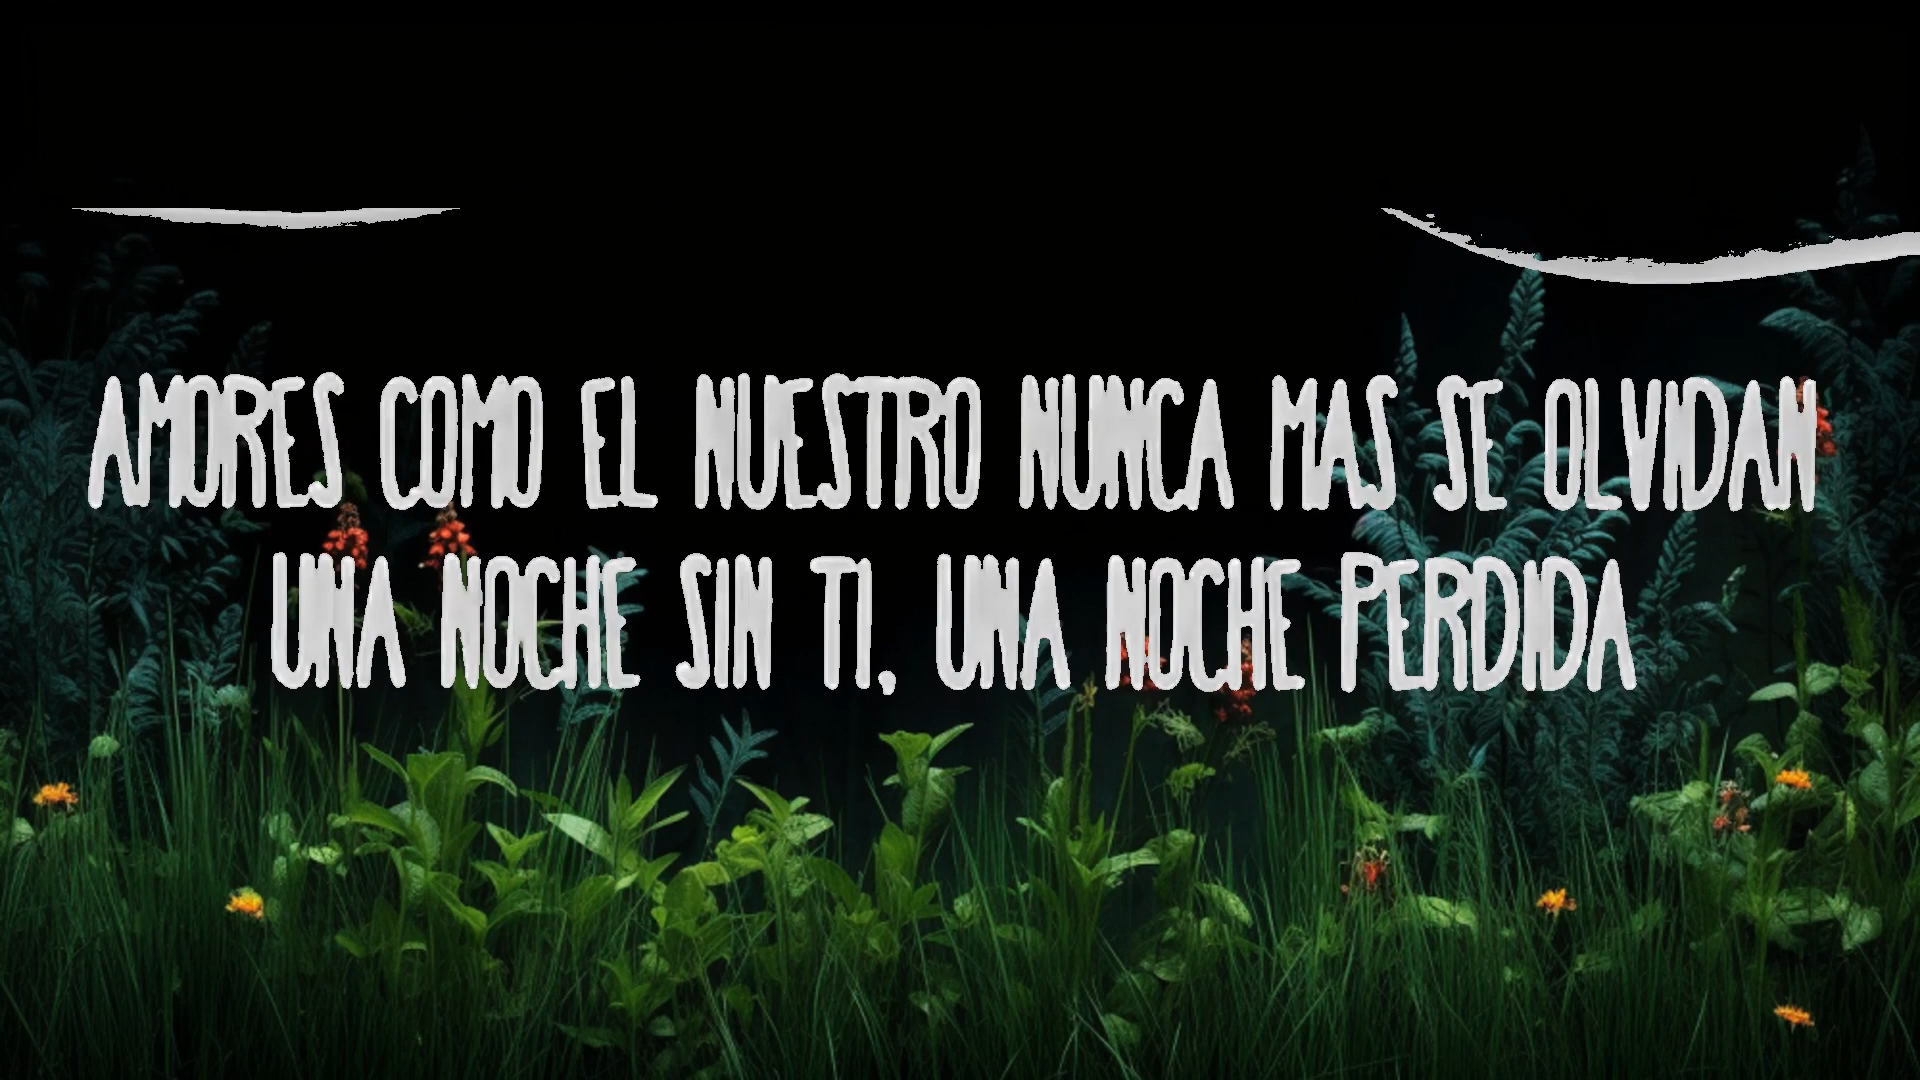 AMORES COMO EL NUESTRO NUNCA MAS SE OLVIDAN
UNA NOCHE SIN TI, UNA NOCHE PERDIDA